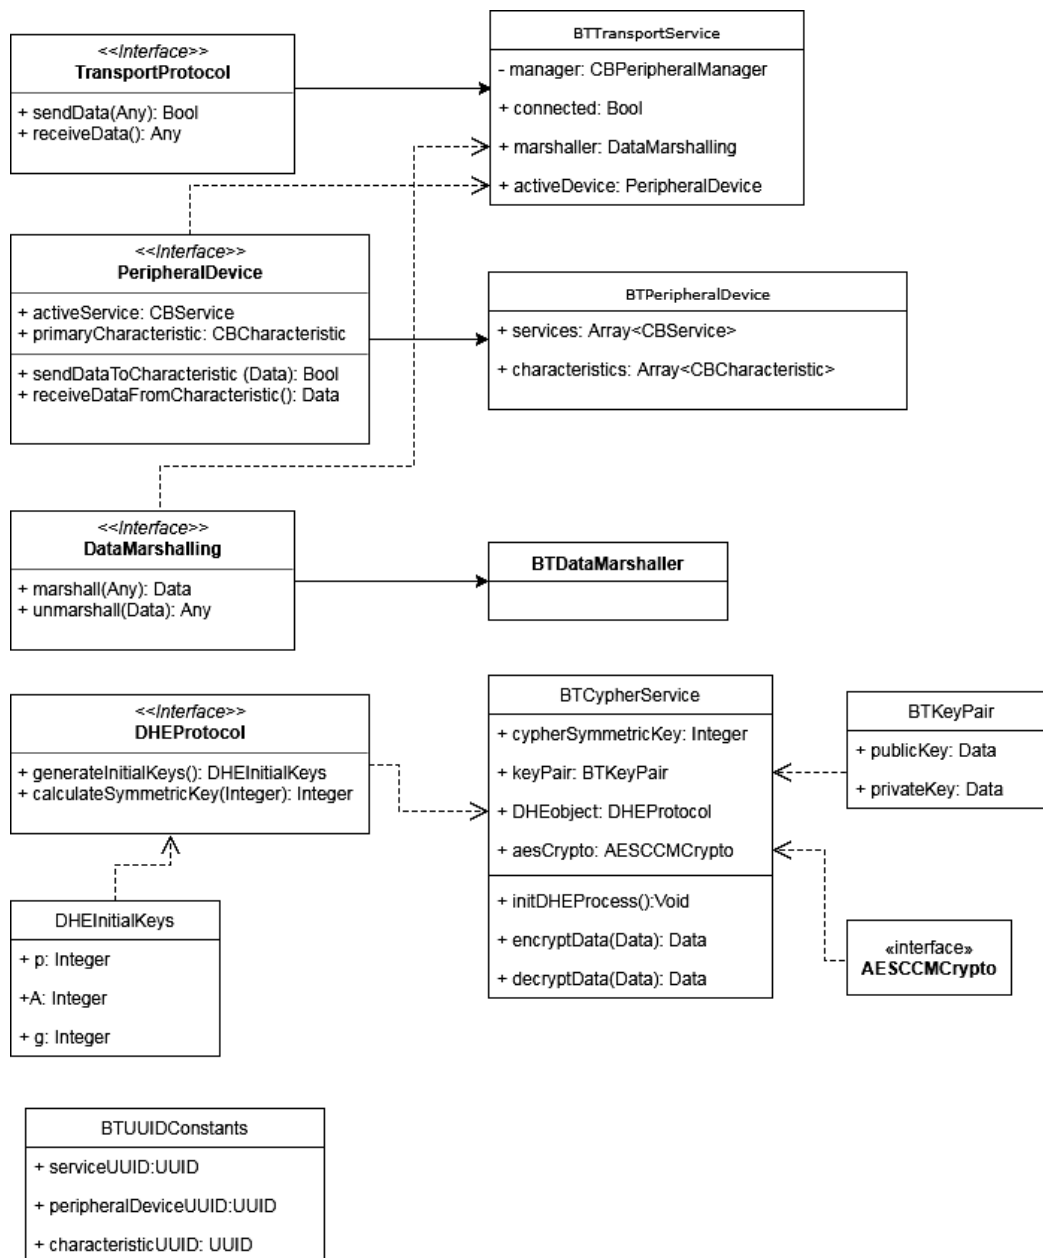 <<Interface>>
TransportProtocol
+ sendData(Any): Bool
+ receiveData(): Any
BTTransportService
- manager: CBPeripheralManager
+ connected: Bool
+ marshaller: DataMarshalling
+ activeDevice: PeripheralDevice
<<Interface>>
PeripheralDevice
+ activeService: CBService
+ primaryCharacteristic: CBCharacteristic
+ sendDataToCharacteristic (Data): Bool
+ receiveDataFromCharacteristic(): Data
BTPeripheralDevice
+ services: Array<CBService>
+ characteristics: Array<CBCharacteristic>
<<Interface>>
DataMarshalling
+ marshall(Any): Data
+ unmarshall(Data): Any
BTDataMarshaller
<<Interface>>
DHEProtocol
+ generateInitialKeys(): DHEInitialKeys
+ calculateSymmetricKey(Integer): Integer
BTCypherService
+ cypherSymmetricKey: Integer
+ keyPair: BTKeyPair
+ DHEobject: DHEProtocol
+ aesCrypto: AESCCMCrypto
+ initDHEProcess():Void
+ encryptData(Data): Data
+ decryptData(Data): Data
BTKeyPair
+ publicKey: Data
+ privateKey: Data
«interface»
AESCCMCrypto
DHEInitialKeys
+ p: Integer
+A: Integer
+ g: Integer
BTUUIDConstants
+ serviceUUID:UUID
+ peripheralDeviceUUID:UUID
+ characteristicUUID: UUID